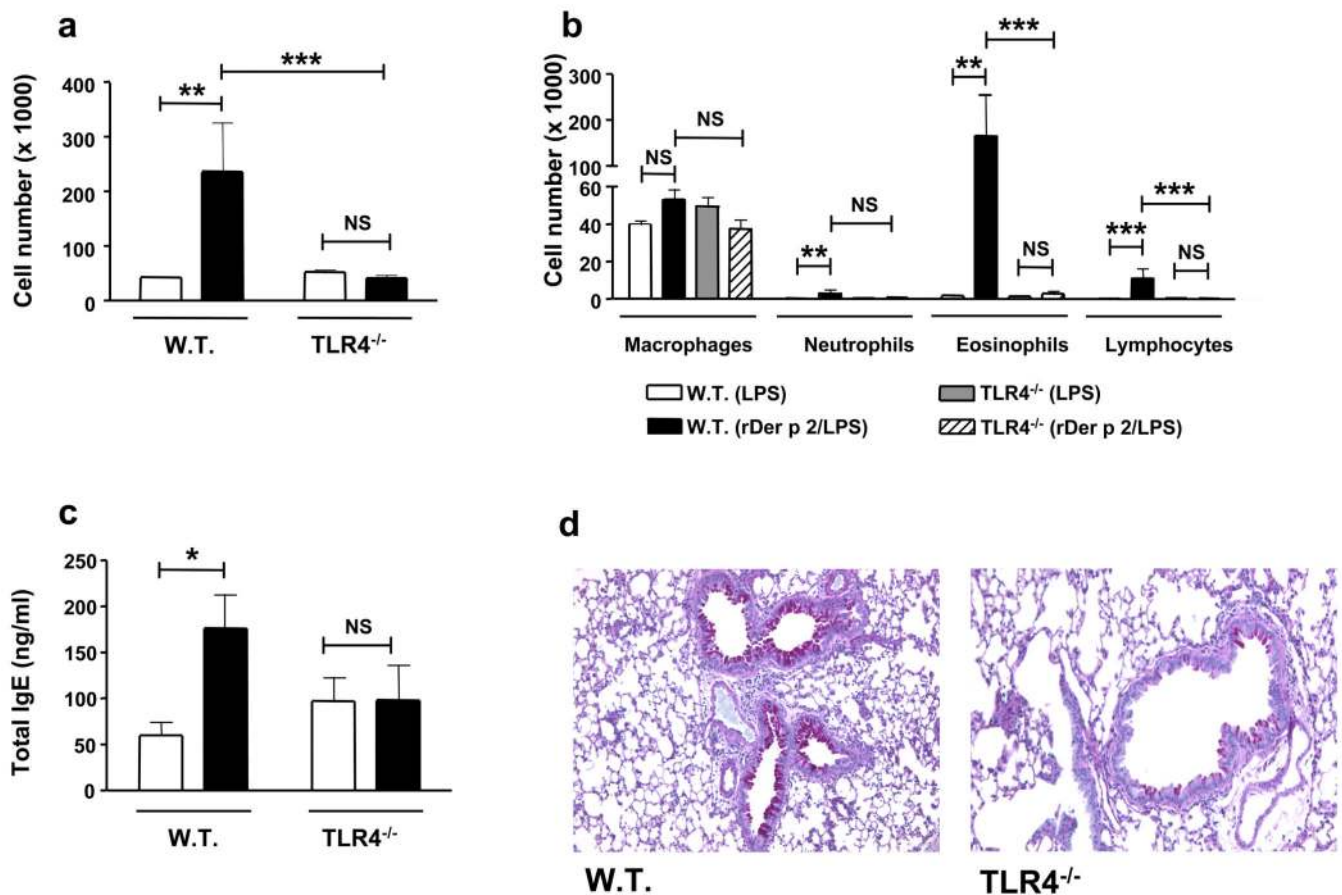 a
Cell number (x 1000)
400
300
200
100
0
**
***
NS
W.T.
TLR4-/-
b
Cell number (x 1000)
300
200
100
60
40
20
0
NS
NS
**
NS
**
***
NS
***
***
NS
Macrophages
Neutrophils
Eosinophils
Lymphocytes
W.T. (LPS)
TLR4-/- (LPS)
W.T. (rDer p 2/LPS)
TLR4-/- (rDer p 2/LPS)
c
Total IgE (ng/ml)
250
200
150
100
50
0
*
NS
W.T.
TLR4-/-
d
W.T.
TLR4-/-